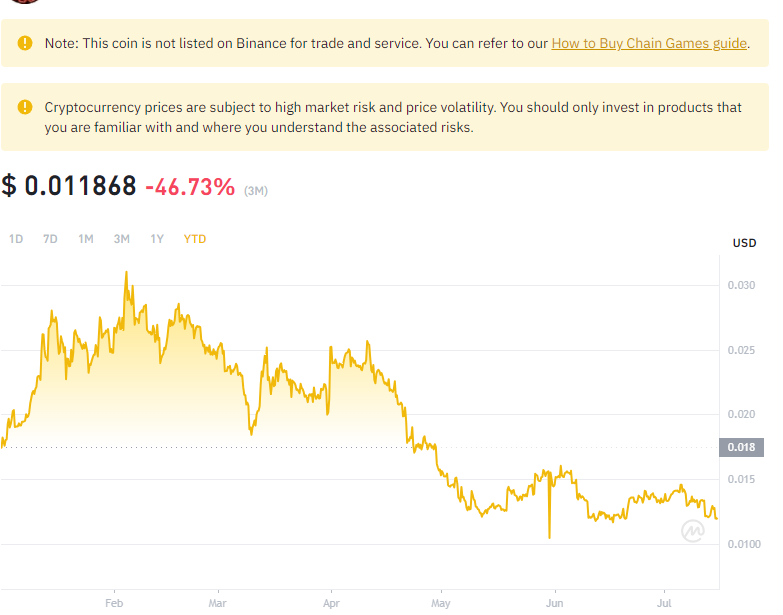 Note: This coin is not listed on Binance for trade and service. You can refer to our How to Buy Chain Games guide.
Cryptocurrency prices are subject to high market risk and price volatility. You should only invest in products that
you are familiar with and where you understand the associated risks.
$ 0.011868 -46.73% (3M)
1D 7D 1M 3M 1Y YTD
USD
0.030
0.025
0.020
0.018
0.015
0.0100
Feb Mar Apr May Jun Jul